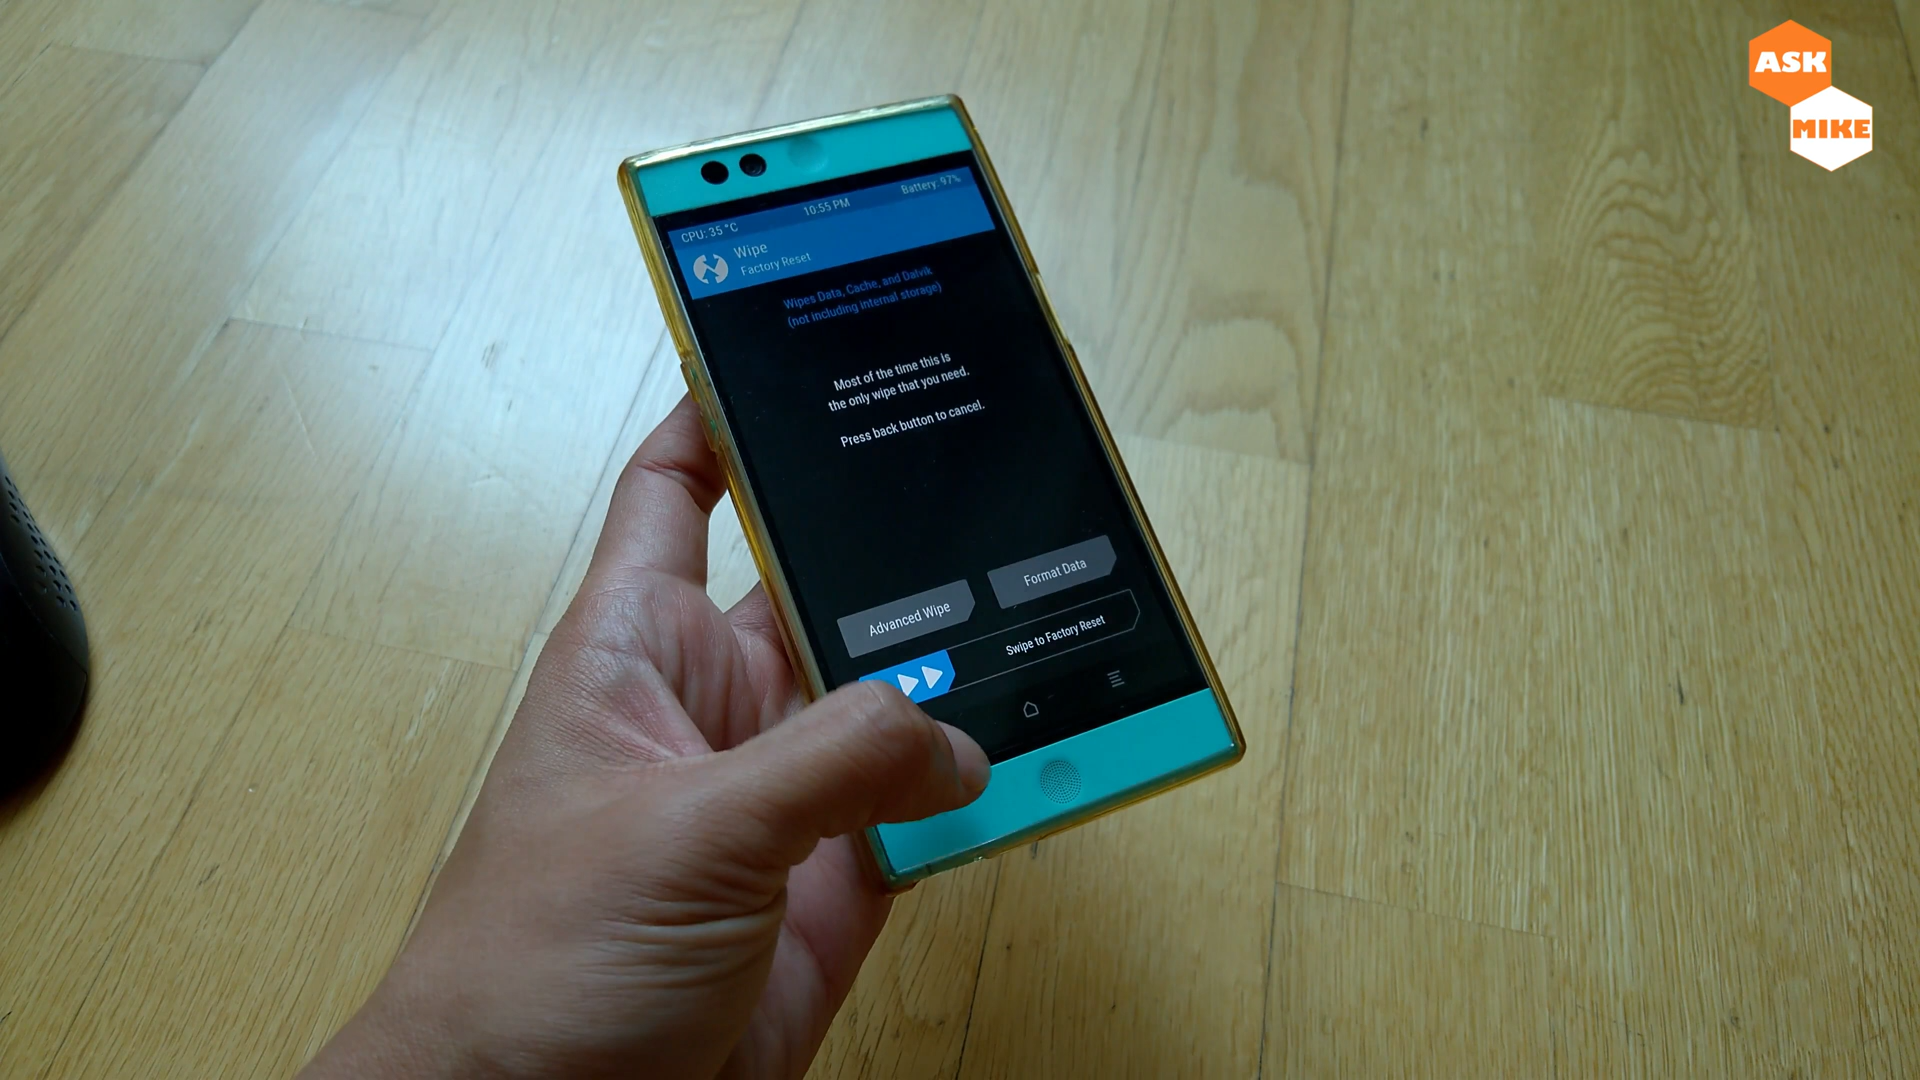 ASK
MIKE
CPU: 35 °C
10:55 PM
Battery: 97%
Wipe
Factory Reset
Wipes Data, Cache, and Dalvik
(not including internal storage)
Most of the time this is
the only wipe that you need.
Press back button to cancel.
Advanced Wipe
Format Data
Swipe to Factory Reset